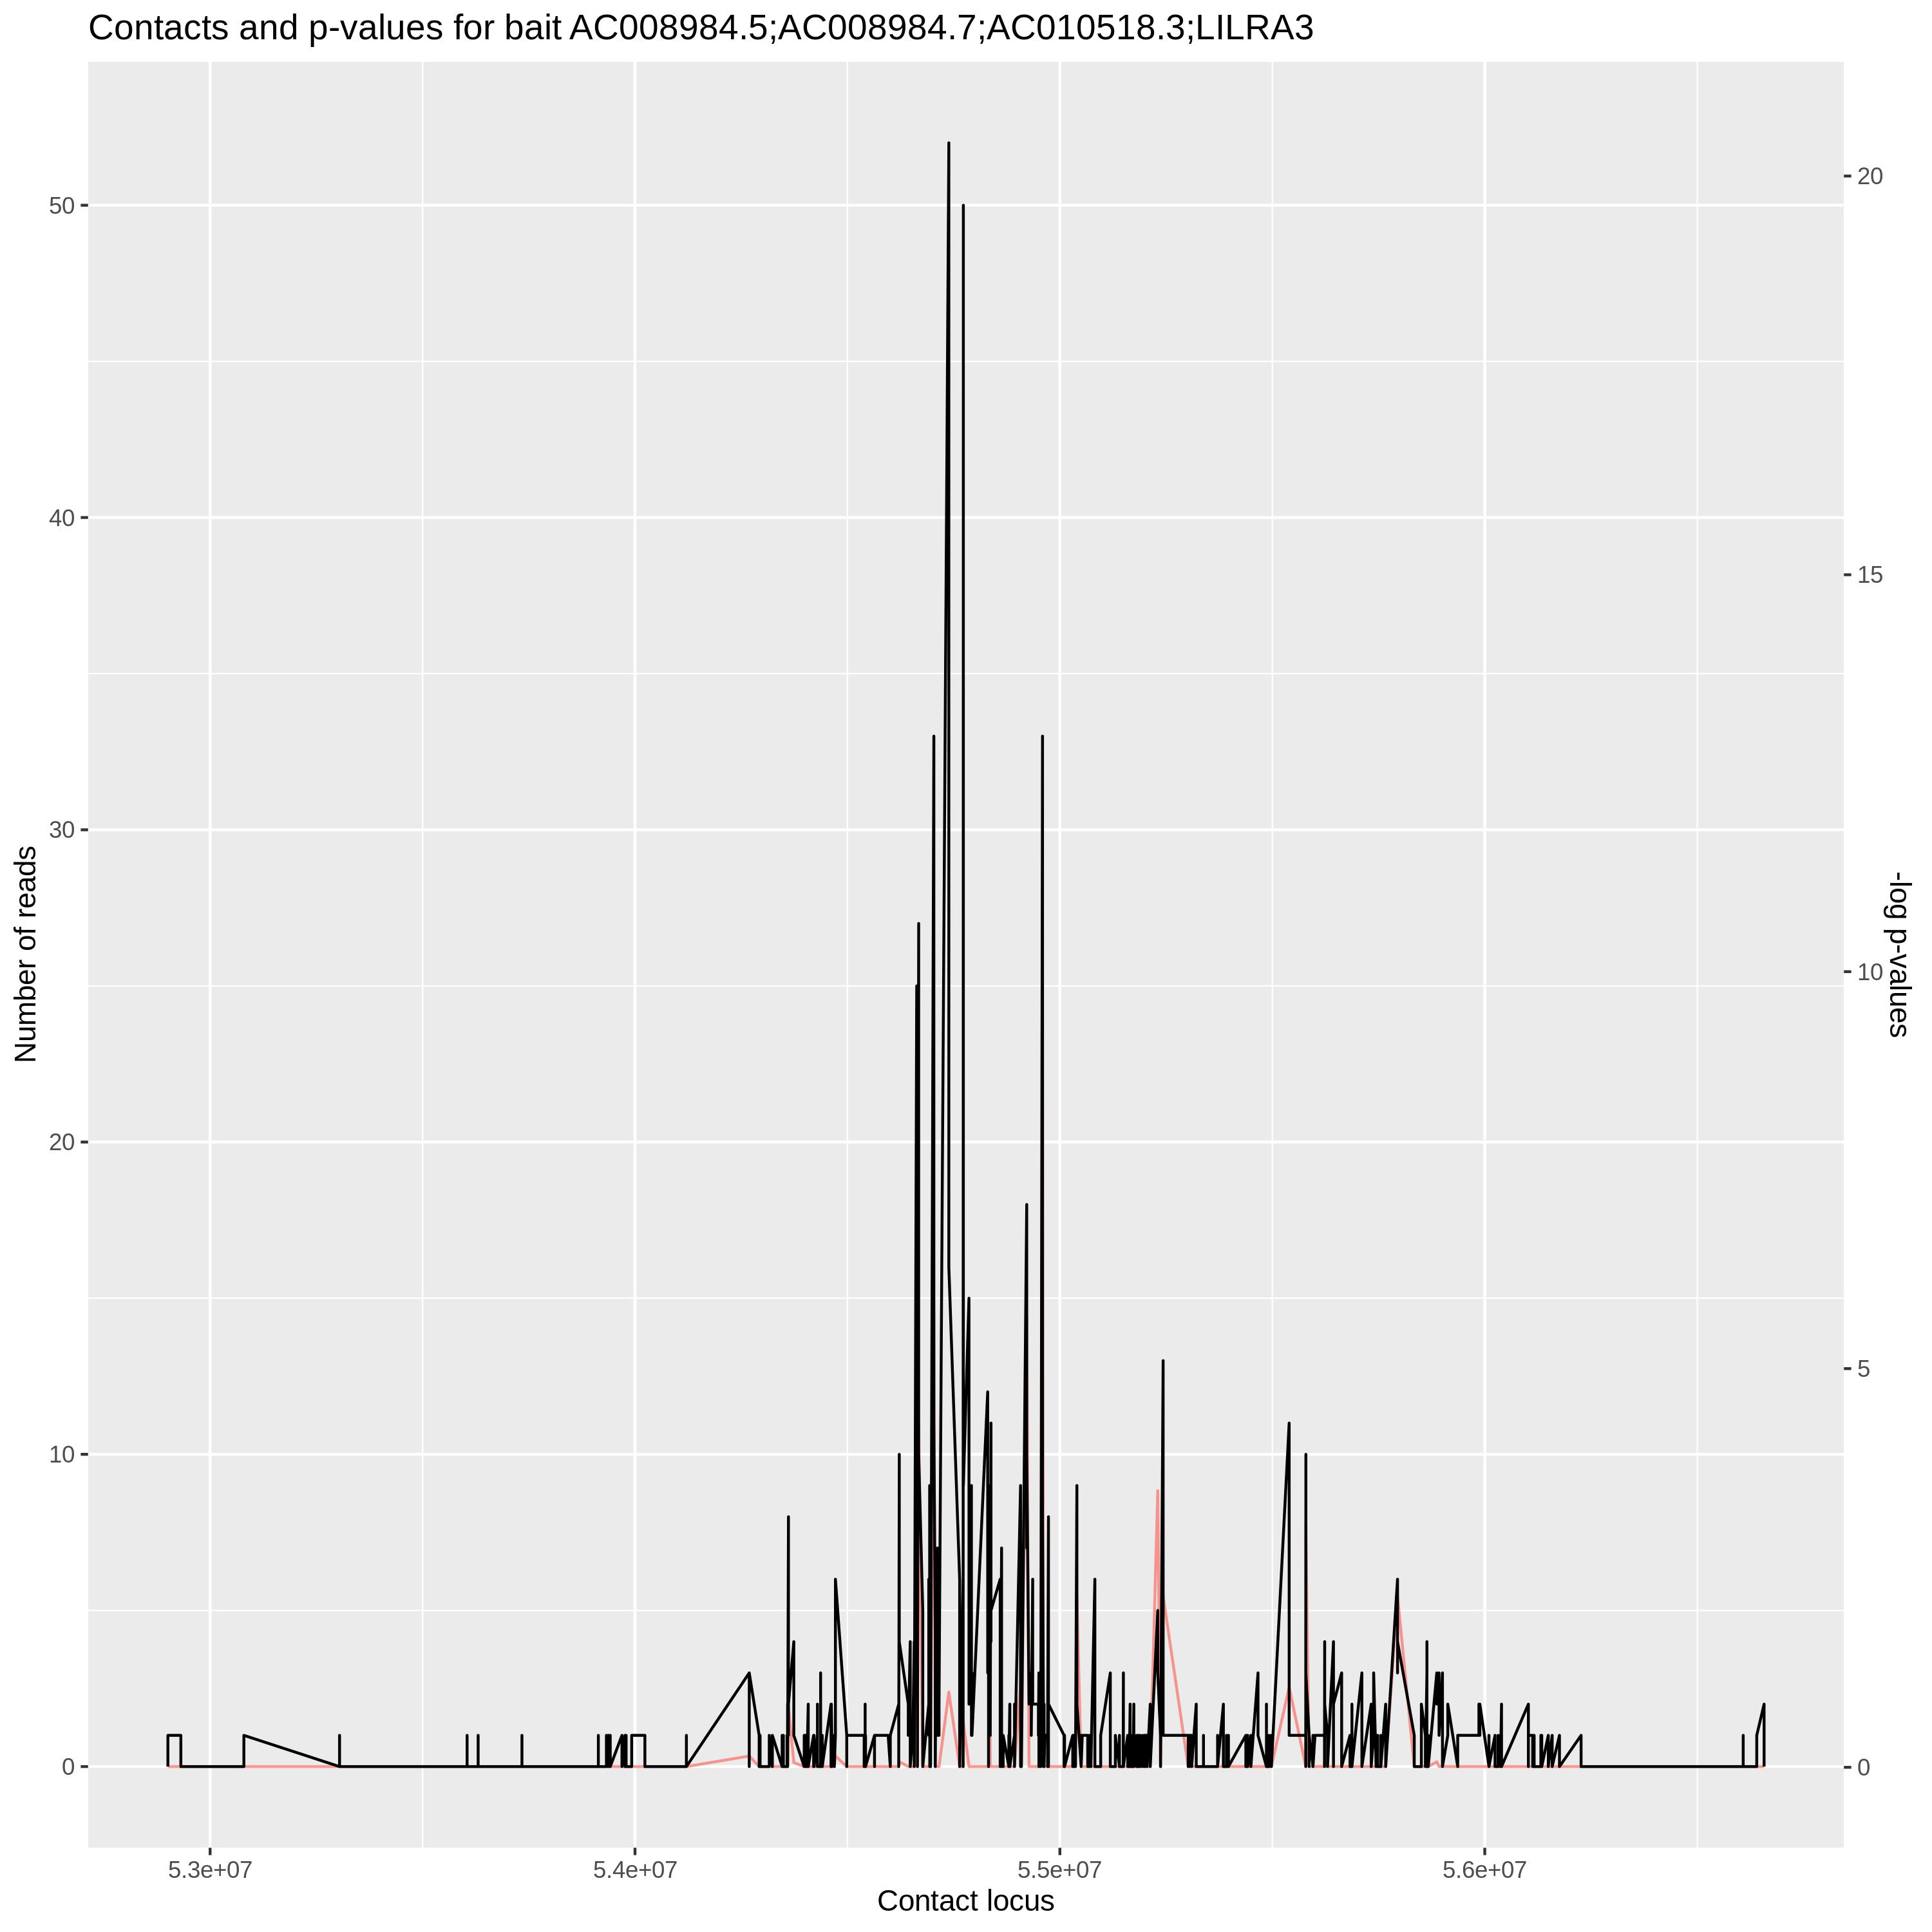 Contacts and p-values for bait AC008984.5;AC008984.7;AC010518.3;LILRA3
Number of reads
50
40
30
20
10
0
20
15
10
5
0
-log p-values
5.3e+07 5.4e+07 5.5e+07 5.6e+07
Contact locus